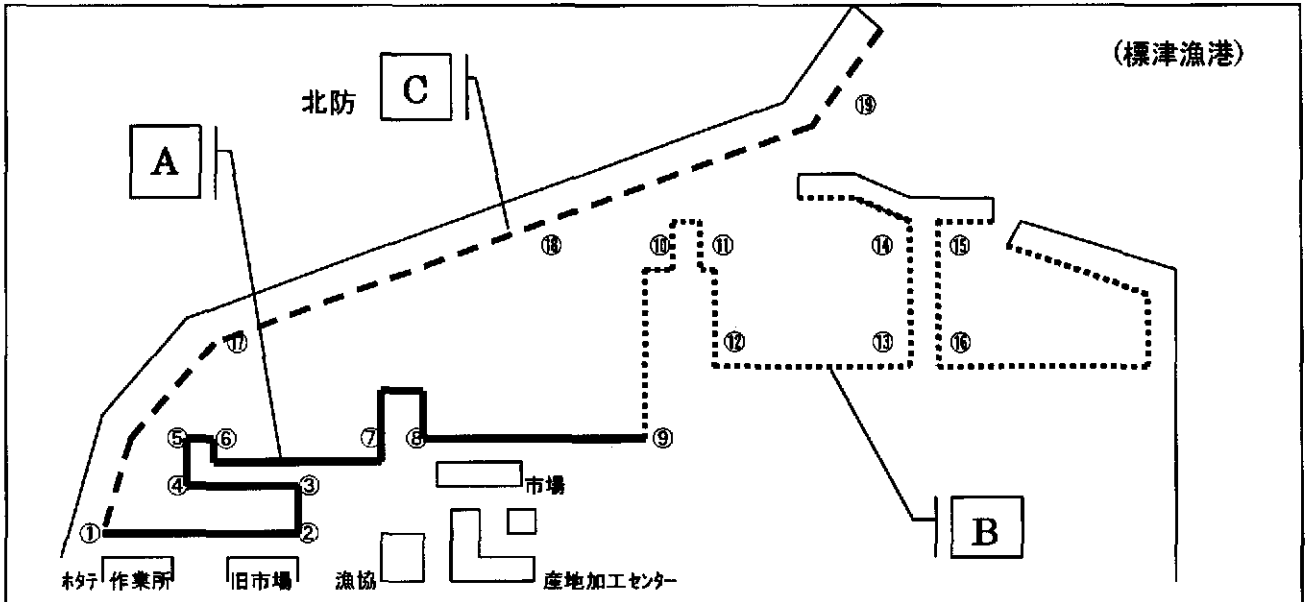 (標津漁港)
北防
C
A
⑲
⑱
⑩
⑪
⑭
⑮
⑰
⑫
⑬
⑯
⑤
⑥
⑦
⑧
⑨
④
③
市場
①
②
B
ホタテ 作業所
旧市場
漁協
産地加工センター